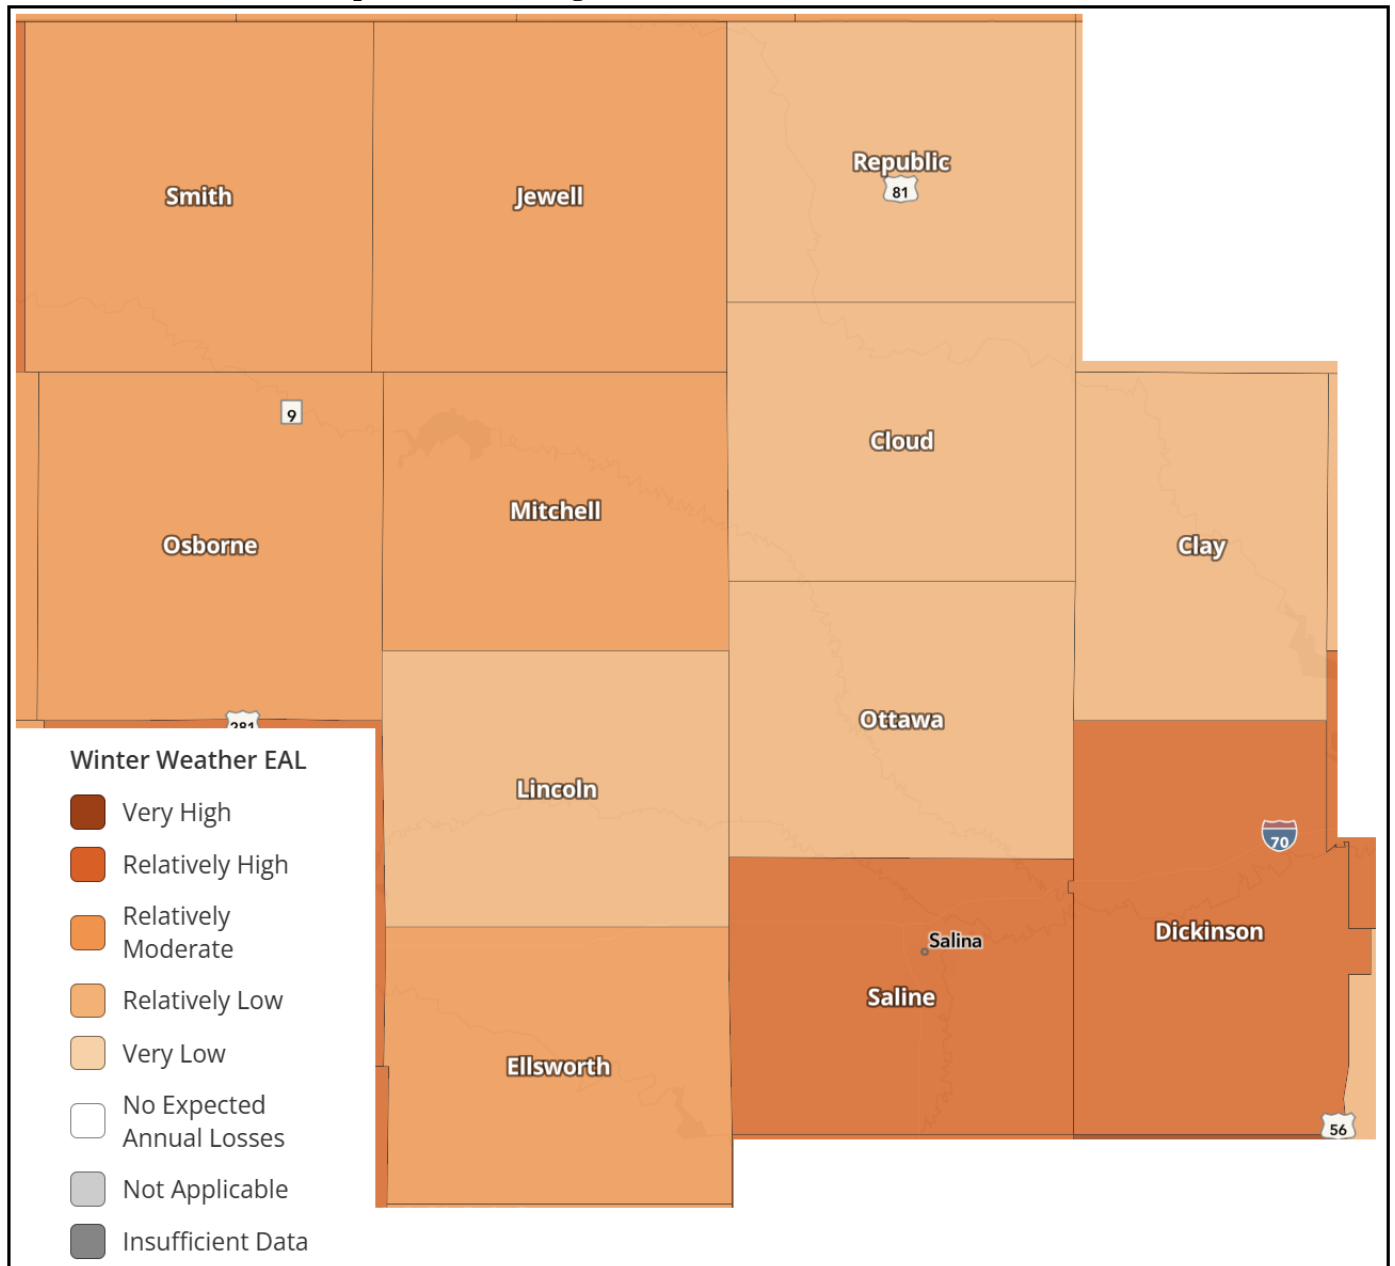 Republic
81
Smith
Jewell
9
Cloud
Mitchell
Osborne
Clay
281
Ottawa
Lincoln
70
Dickinson
Salina
Saline
Ellsworth
56
Winter Weather EAL
Very High
Relatively High
Relatively
Moderate
Relatively Low
Very Low
No Expected
Annual Losses
Not Applicable
Insufficient Data